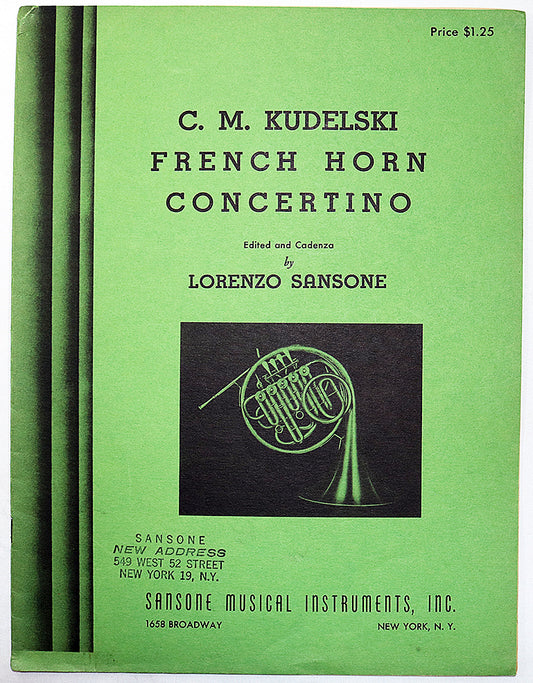 Price $1.25
C. M. KUDELSKI
FRENCH HORN
CONCERTINO
Edited and Cadenza
by
LORENZO SANSONE
SANSONE
NEW ADDRESS
549 WEST 52 STREET
NEW YORK 19, N.Y.
SANSONE MUSICAL INSTRUMENTS, INC.
1658 BROADWAY NEW YORK, N. Y.